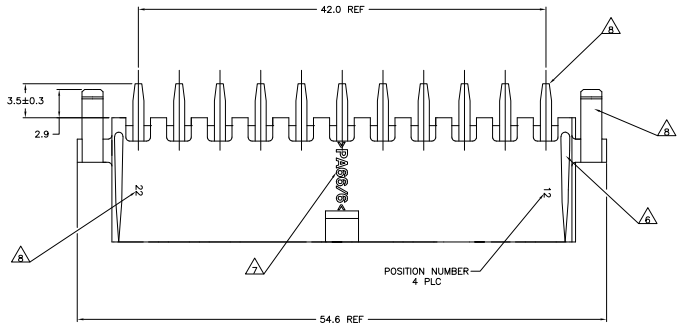 42.0 REF
8
3.5±0.3
2.9
8
>PA66/6<
22
12
6
8
7
POSITION NUMBER
4 PLC
54.6 REF